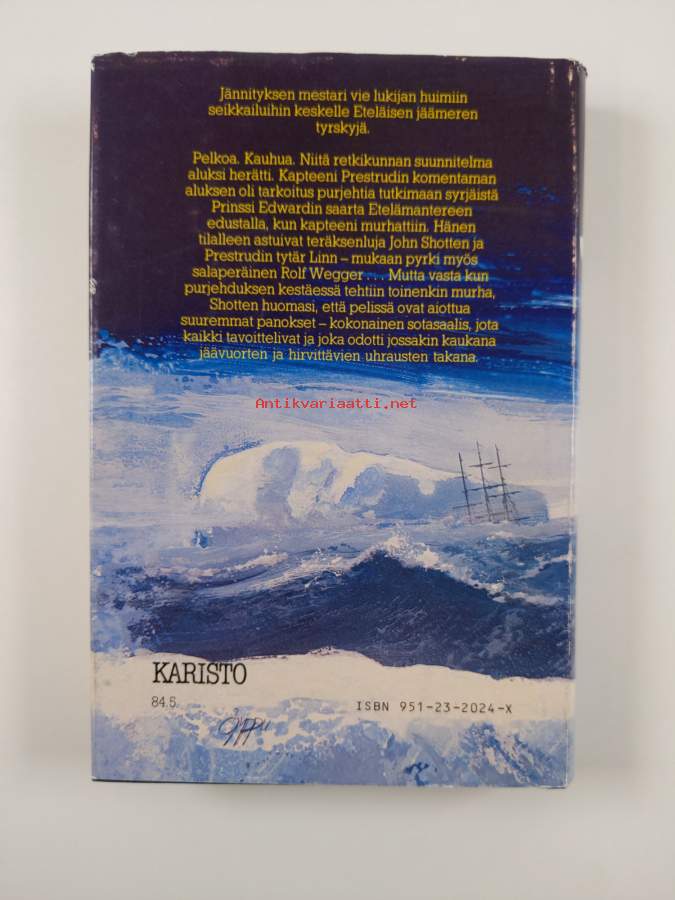 Jännityksen mestari vie lukijan huimiin
seikkailuihin keskelle Eteläisen jäämeren
tyrskyjä.
Pelkoa. Kauhua. Niitä retkikunnan suunnitelma
aluksi herätti. Kapteeni Prestrudin komentaman
aluksen oli tarkoitus purjehtia tutkimaan syrjäistä
Prinssi Edwardin saarta Etelämantereen
edustalla, kun kapteeni murhattiin. Hänen
tilalleen astuivat teräksenluja John Shotten ja
Prestrudin tytär Linn – mukaan pyrki myös
salaperäinen Rolf Wegger . . . Mutta vasta kun
purjehduksen kestäessä tehtiin toinenkin murha,
Shotten huomasi, että pelissä ovat aiottua
suuremmat panokset – kokonainen sotasaalis, jota
kaikki tavoittelivat ja joka odotti jossakin kaukana
jäävuorten ja hirvittävien uhrausten takana.
Antikvariaatti.net
KARISTO
84.5.
ISBN 951-23-2024-X